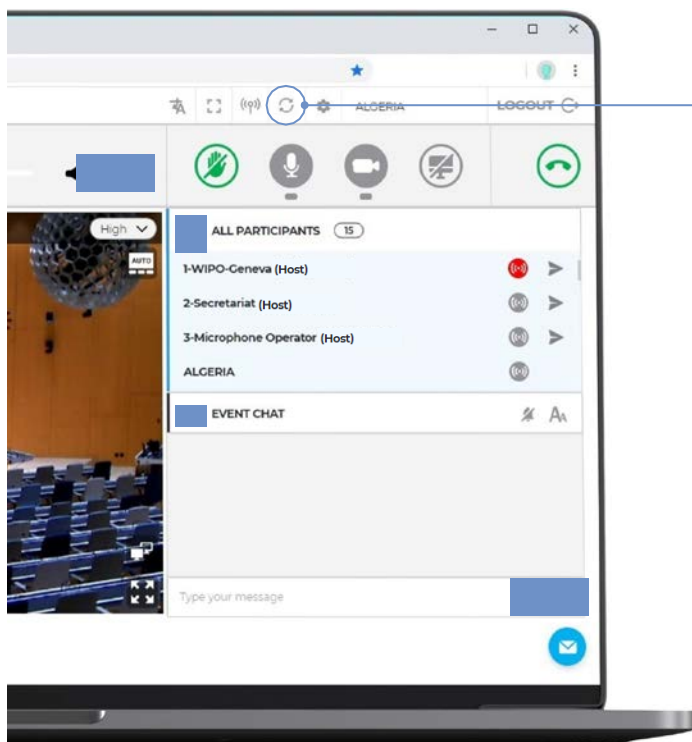 ALGERIA
LOGOUT
High
AUTO
ALL PARTICIPANTS 15
1-WIPO-Geneva (Host)
2-Secretariat (Host)
3-Microphone Operator (Host)
ALGERIA
EVENT CHAT
Type your message